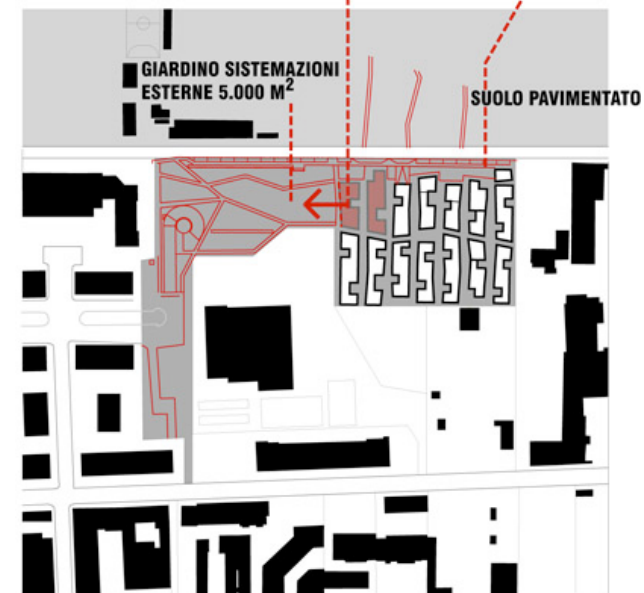 GIARDINO SISTEMAZIONI
ESTERNE 5.000 M²
SUOLO PAVIMENTATO